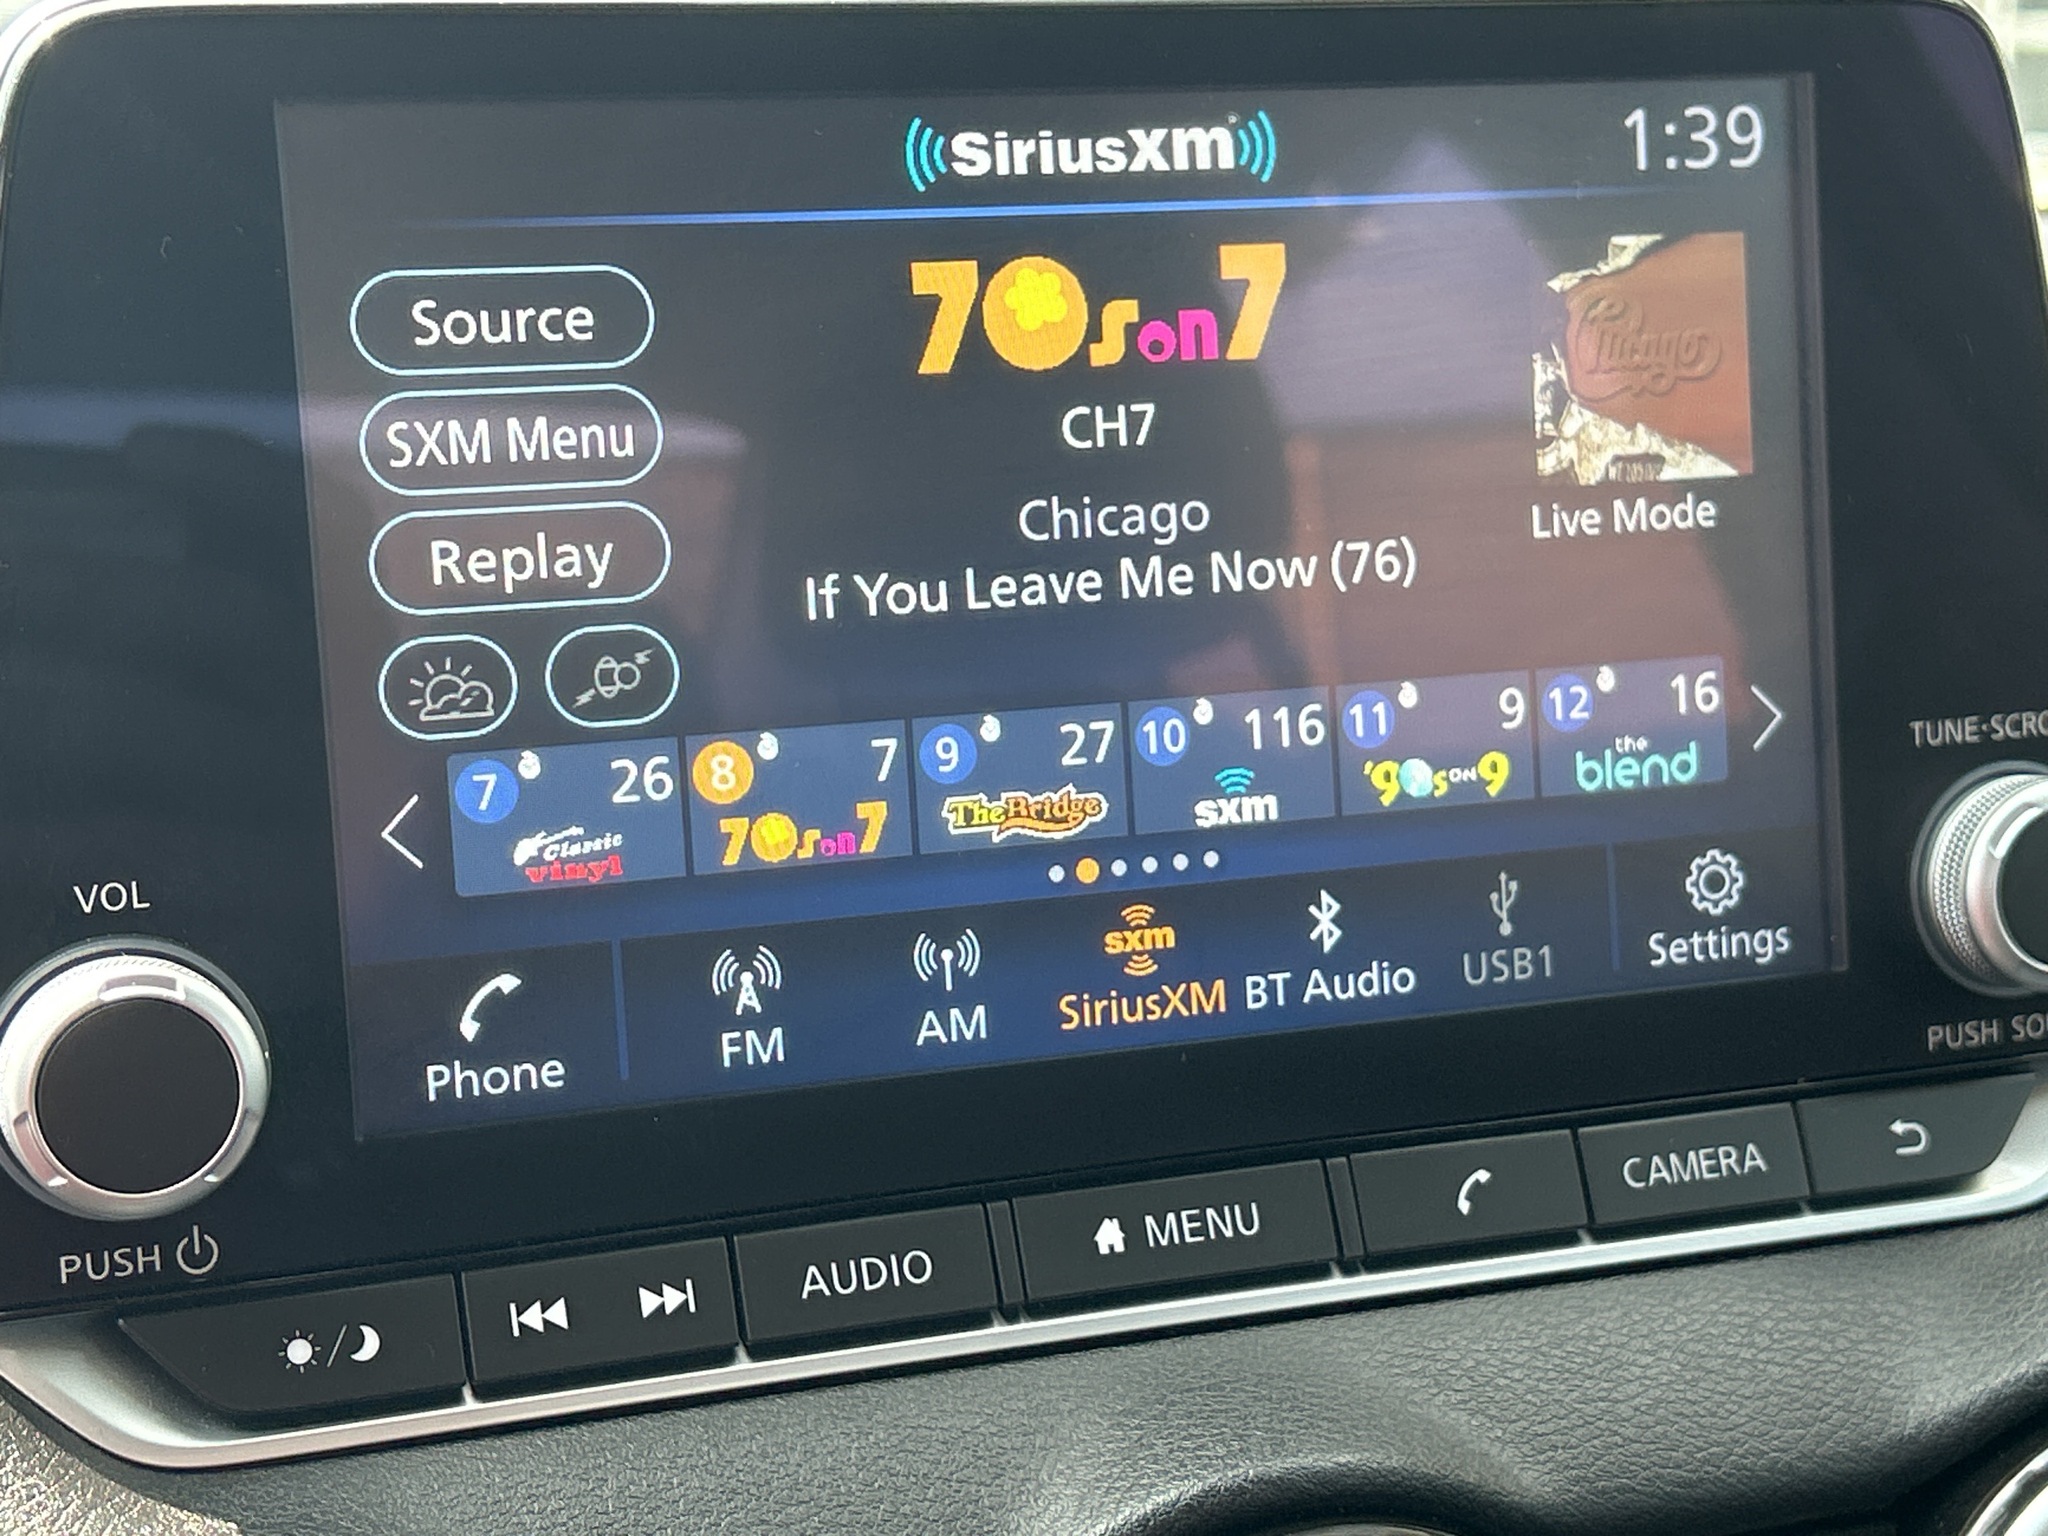 SiriusXM
1:39
Source
70s on 7
SXM Menu
CH7
Chicago
Replay
Chicago
Live Mode
If You Leave Me Now (76)
7 26
8 7
9 27
10 116
11 9
12 16
Classic
vinyl
70s on 7
The Bridge
sxm
'90s ON 9
the
blend
Phone
FM
AM
sxm
SiriusXM
BT Audio
USB1
Settings
VOL
PUSH
TUNE·SCRO
PUSH SO
AUDIO
MENU
CAMERA